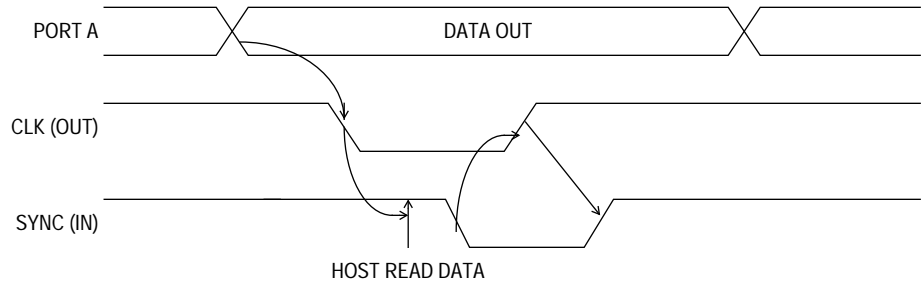 PORT A
DATA OUT
CLK (OUT)
SYNC (IN)
HOST READ DATA